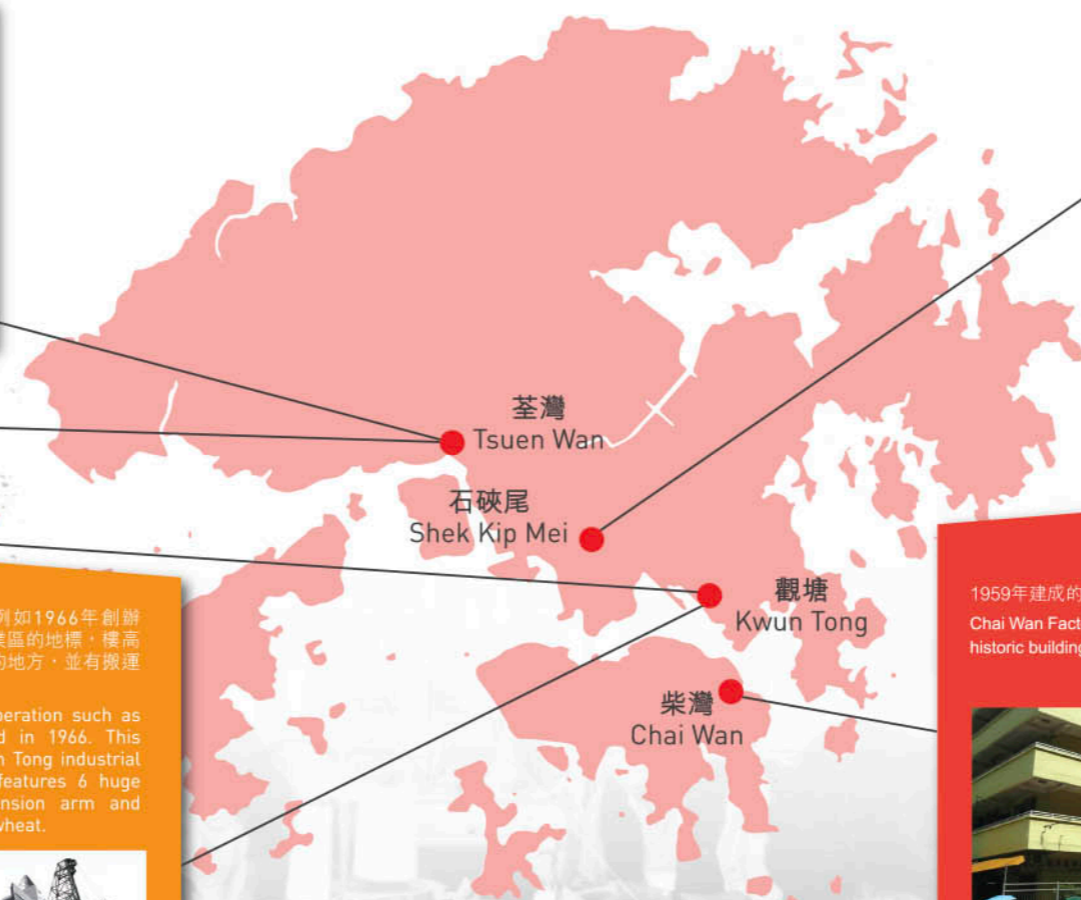 荃灣
Tsuen Wan
石硤尾
Shek Kip Mei
觀塘
Kwun Tong
柴灣
Chai Wan
例如1966年創辦
業區的地標，樓高
的地方，並有搬運
peration such as
d in 1966. This
n Tong industrial
features 6 huge
nsion arm and
wheat.
1959年建成的
Chai Wan Fact
historic building